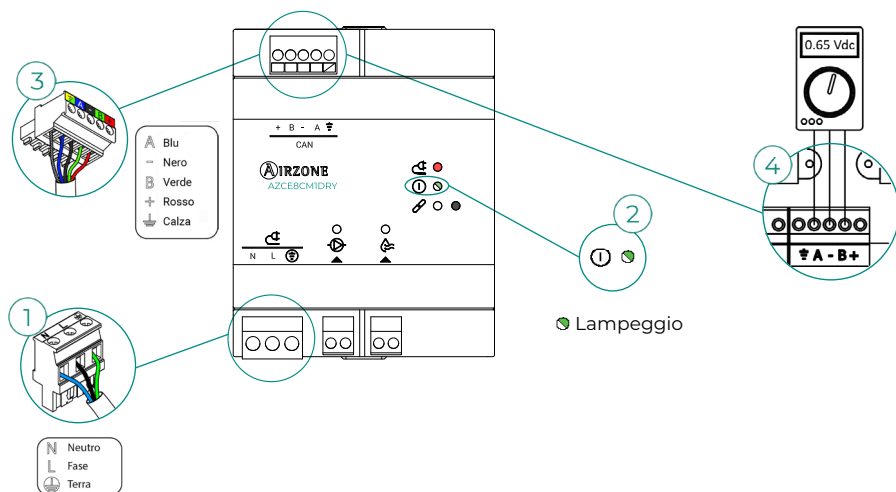 3
A Blu
- Nero
B Verde
+ Rosso
Calza
+ B - A
CAN
AIRZONE
AZCE8CM1DRY
N L
2
Lampeggio
0.65 Vdc
4
A - B +
1
N Neutro
L Fase
Terra